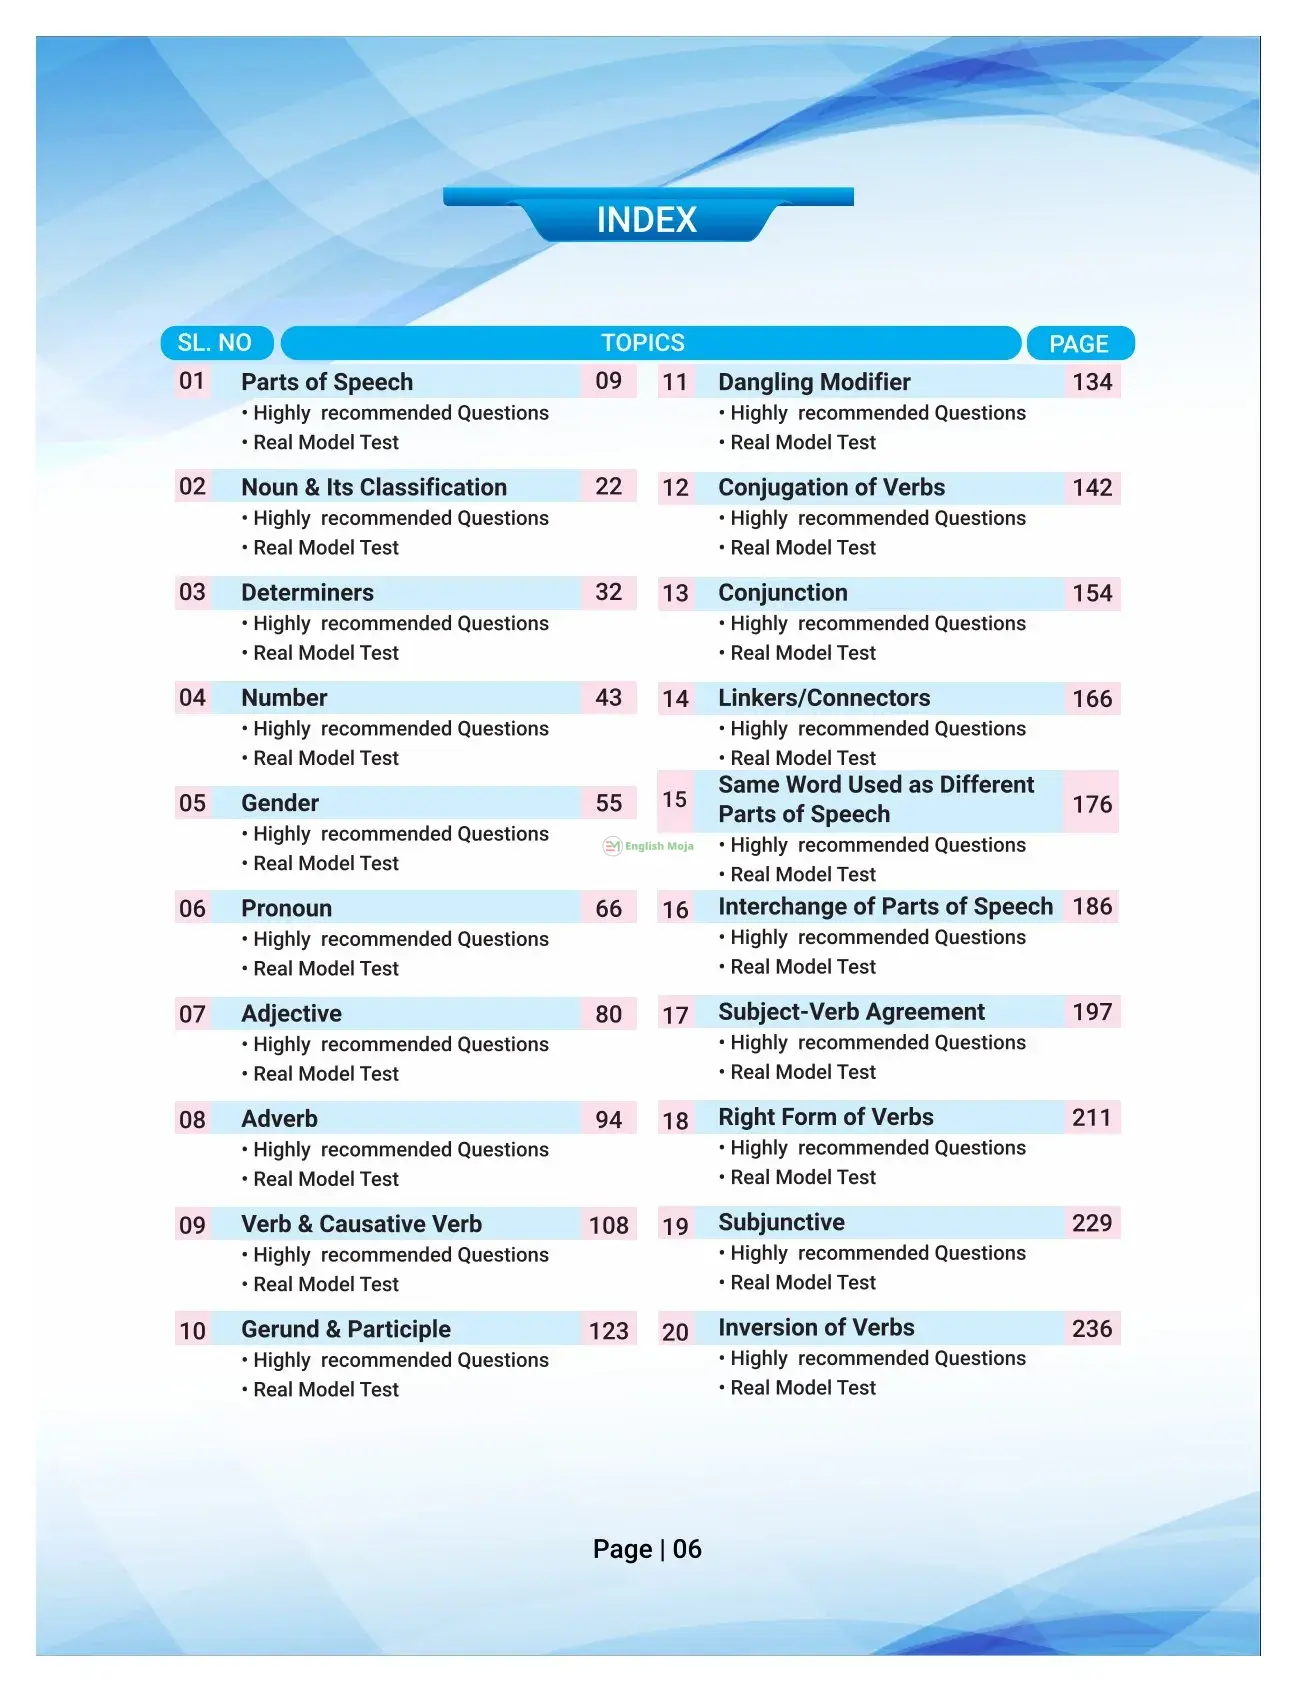 INDEX
SL. NO TOPICS PAGE
01 Parts of Speech 09
• Highly recommended Questions
• Real Model Test
02 Noun & Its Classification 22
• Highly recommended Questions
• Real Model Test
03 Determiners 32
• Highly recommended Questions
• Real Model Test
04 Number 43
• Highly recommended Questions
• Real Model Test
05 Gender 55
• Highly recommended Questions
• Real Model Test
06 Pronoun 66
• Highly recommended Questions
• Real Model Test
07 Adjective 80
• Highly recommended Questions
• Real Model Test
08 Adverb 94
• Highly recommended Questions
• Real Model Test
09 Verb & Causative Verb 108
• Highly recommended Questions
• Real Model Test
10 Gerund & Participle 123
• Highly recommended Questions
• Real Model Test
11 Dangling Modifier 134
• Highly recommended Questions
• Real Model Test
12 Conjugation of Verbs 142
• Highly recommended Questions
• Real Model Test
13 Conjunction 154
• Highly recommended Questions
• Real Model Test
14 Linkers/Connectors 166
• Highly recommended Questions
• Real Model Test
15 Same Word Used as Different
Parts of Speech 176
• Highly recommended Questions
• Real Model Test
16 Interchange of Parts of Speech 186
• Highly recommended Questions
• Real Model Test
17 Subject-Verb Agreement 197
• Highly recommended Questions
• Real Model Test
18 Right Form of Verbs 211
• Highly recommended Questions
• Real Model Test
19 Subjunctive 229
• Highly recommended Questions
• Real Model Test
20 Inversion of Verbs 236
• Highly recommended Questions
• Real Model Test
EM English Moja
Page | 06